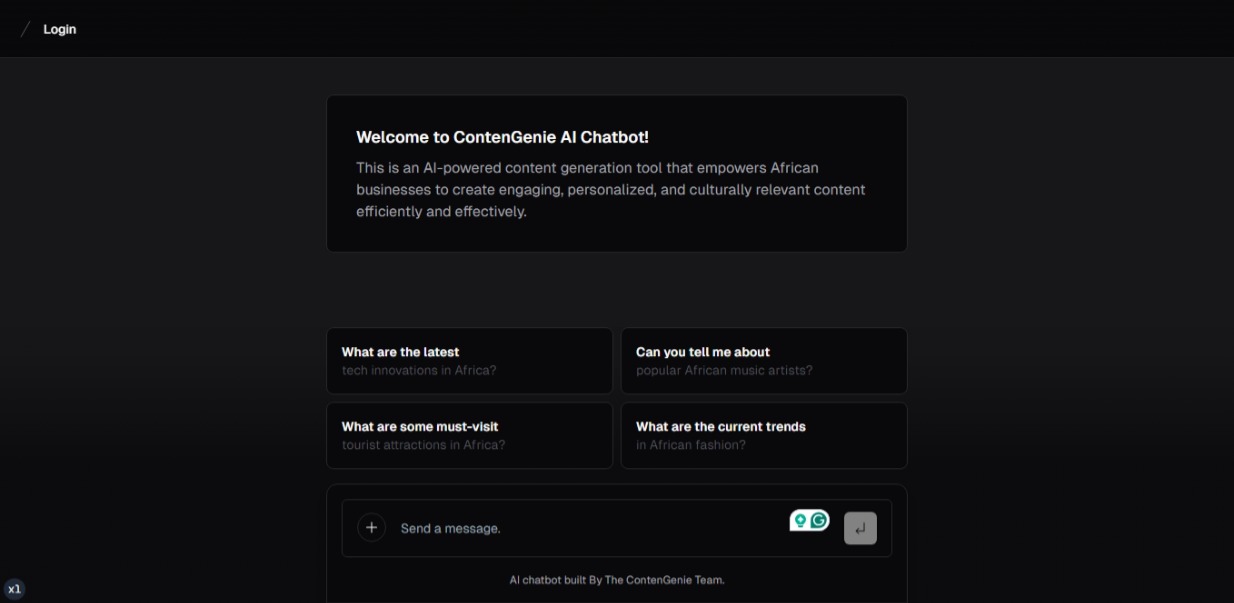 Login
Welcome to ContenGenie AI Chatbot!
This is an AI-powered content generation tool that empowers African
businesses to create engaging, personalized, and culturally relevant content
efficiently and effectively.
What are the latest
tech innovations in Africa?
Can you tell me about
popular African music artists?
What are some must-visit
tourist attractions in Africa?
What are the current trends
in African fashion?
Send a message.
AI chatbot built By The ContenGenie Team.
xl